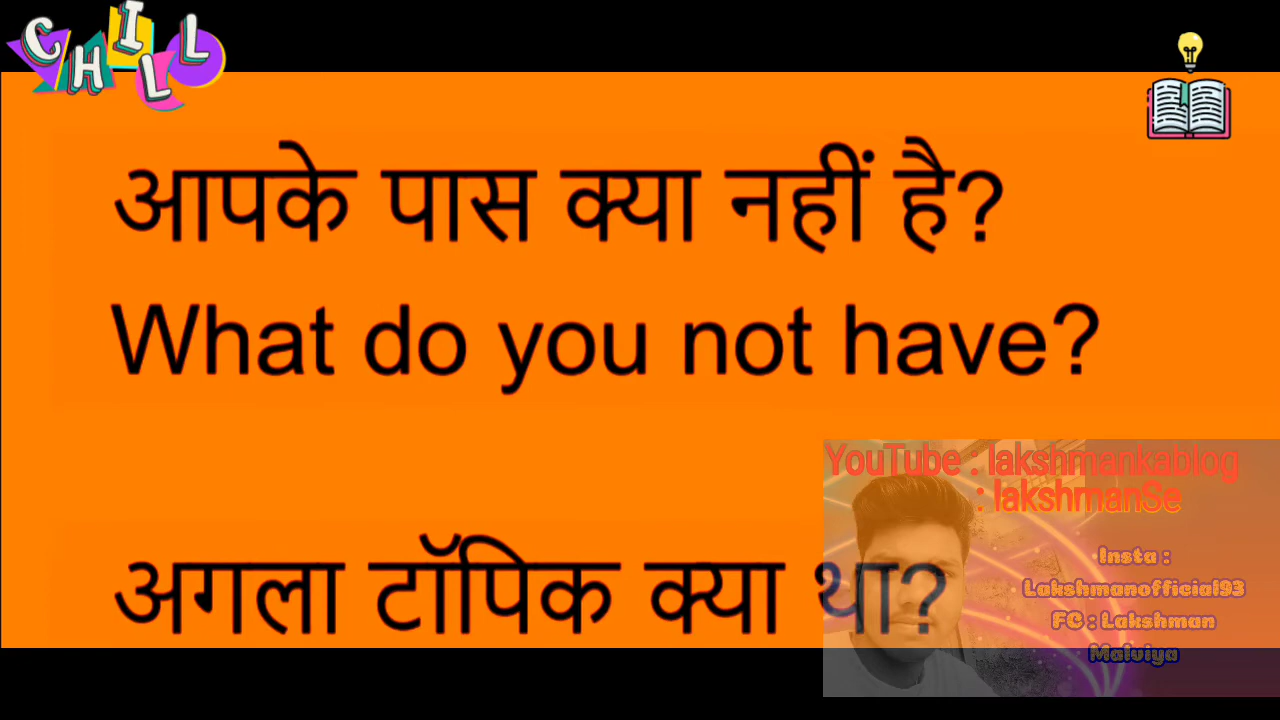 CHILL
आपके पास क्या नहीं है?
What do you not have?
YouTube : lakshmankablog
: lakshmanSe
Insta :
Lakshmanofficial93
FC : Lakshman
Malviya
अगला टॉपिक क्या था?